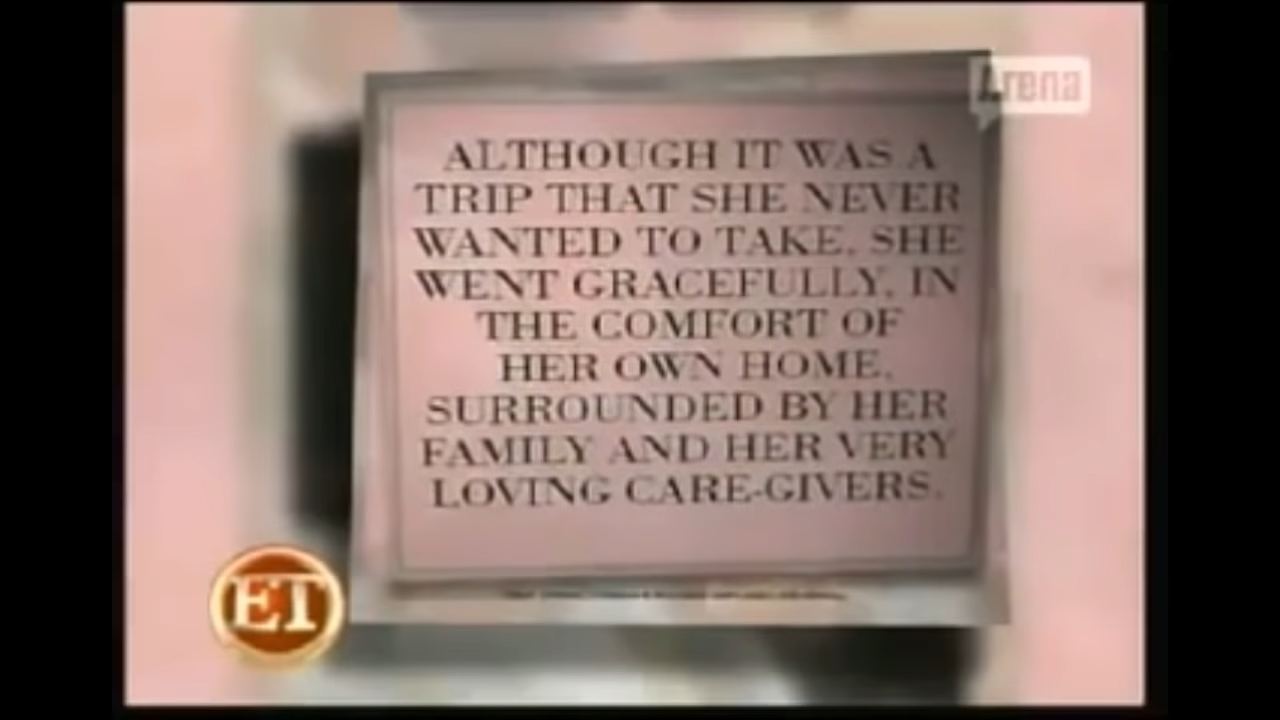 Arena
ALTHOUGH IT WAS A
TRIP THAT SHE NEVER
WANTED TO TAKE, SHE
WENT GRACEFULLY, IN
THE COMFORT OF
HER OWN HOME,
SURROUNDED BY HER
FAMILY AND HER VERY
LOVING CARE-GIVERS.
ET